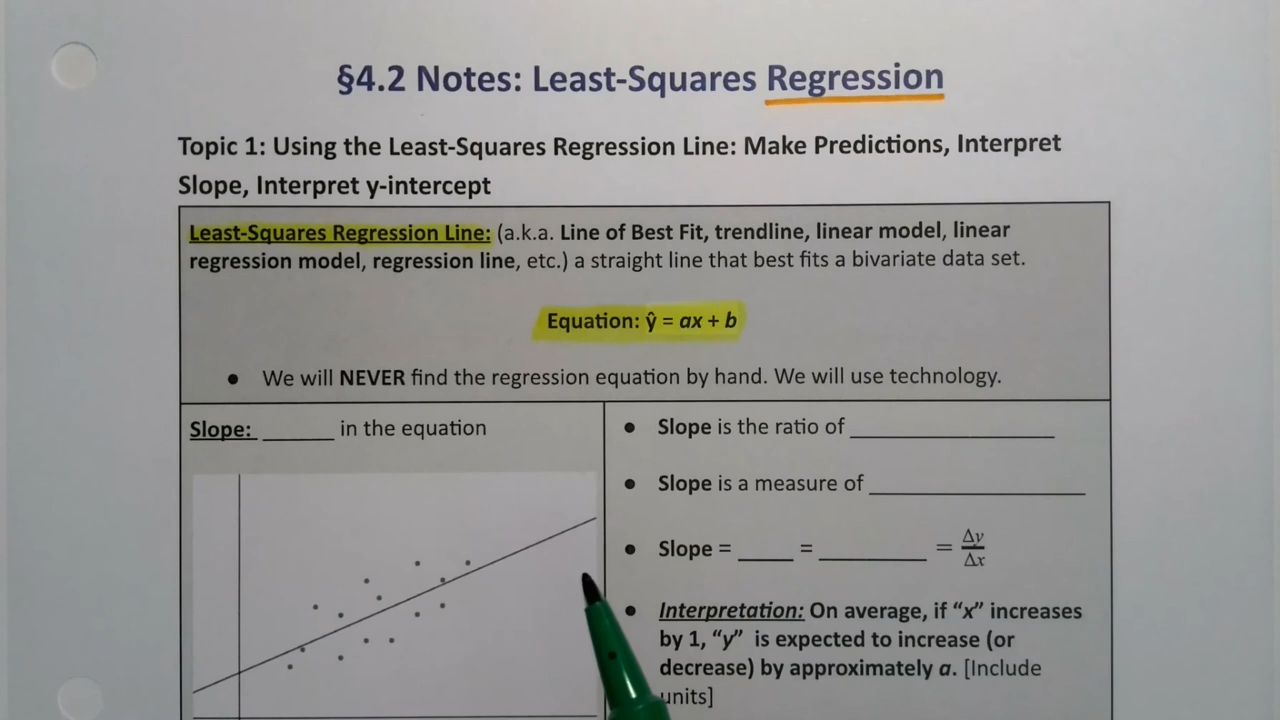 §4.2 Notes: Least-Squares Regression
Topic 1: Using the Least-Squares Regression Line: Make Predictions, Interpret
Slope, Interpret y-intercept
Least-Squares Regression Line: (a.k.a. Line of Best Fit, trendline, linear model, linear
regression model, regression line, etc.) a straight line that best fits a bivariate data set.
Equation: ŷ = ax + b
● We will NEVER find the regression equation by hand. We will use technology.
Slope: ______ in the equation
● Slope is the ratio of _________________
● Slope is a measure of __________________
● Slope = _____ = _________ = Δy/Δx
● Interpretation: On average, if “x” increases
by 1, “y” is expected to increase (or
decrease) by approximately a. [Include
units]